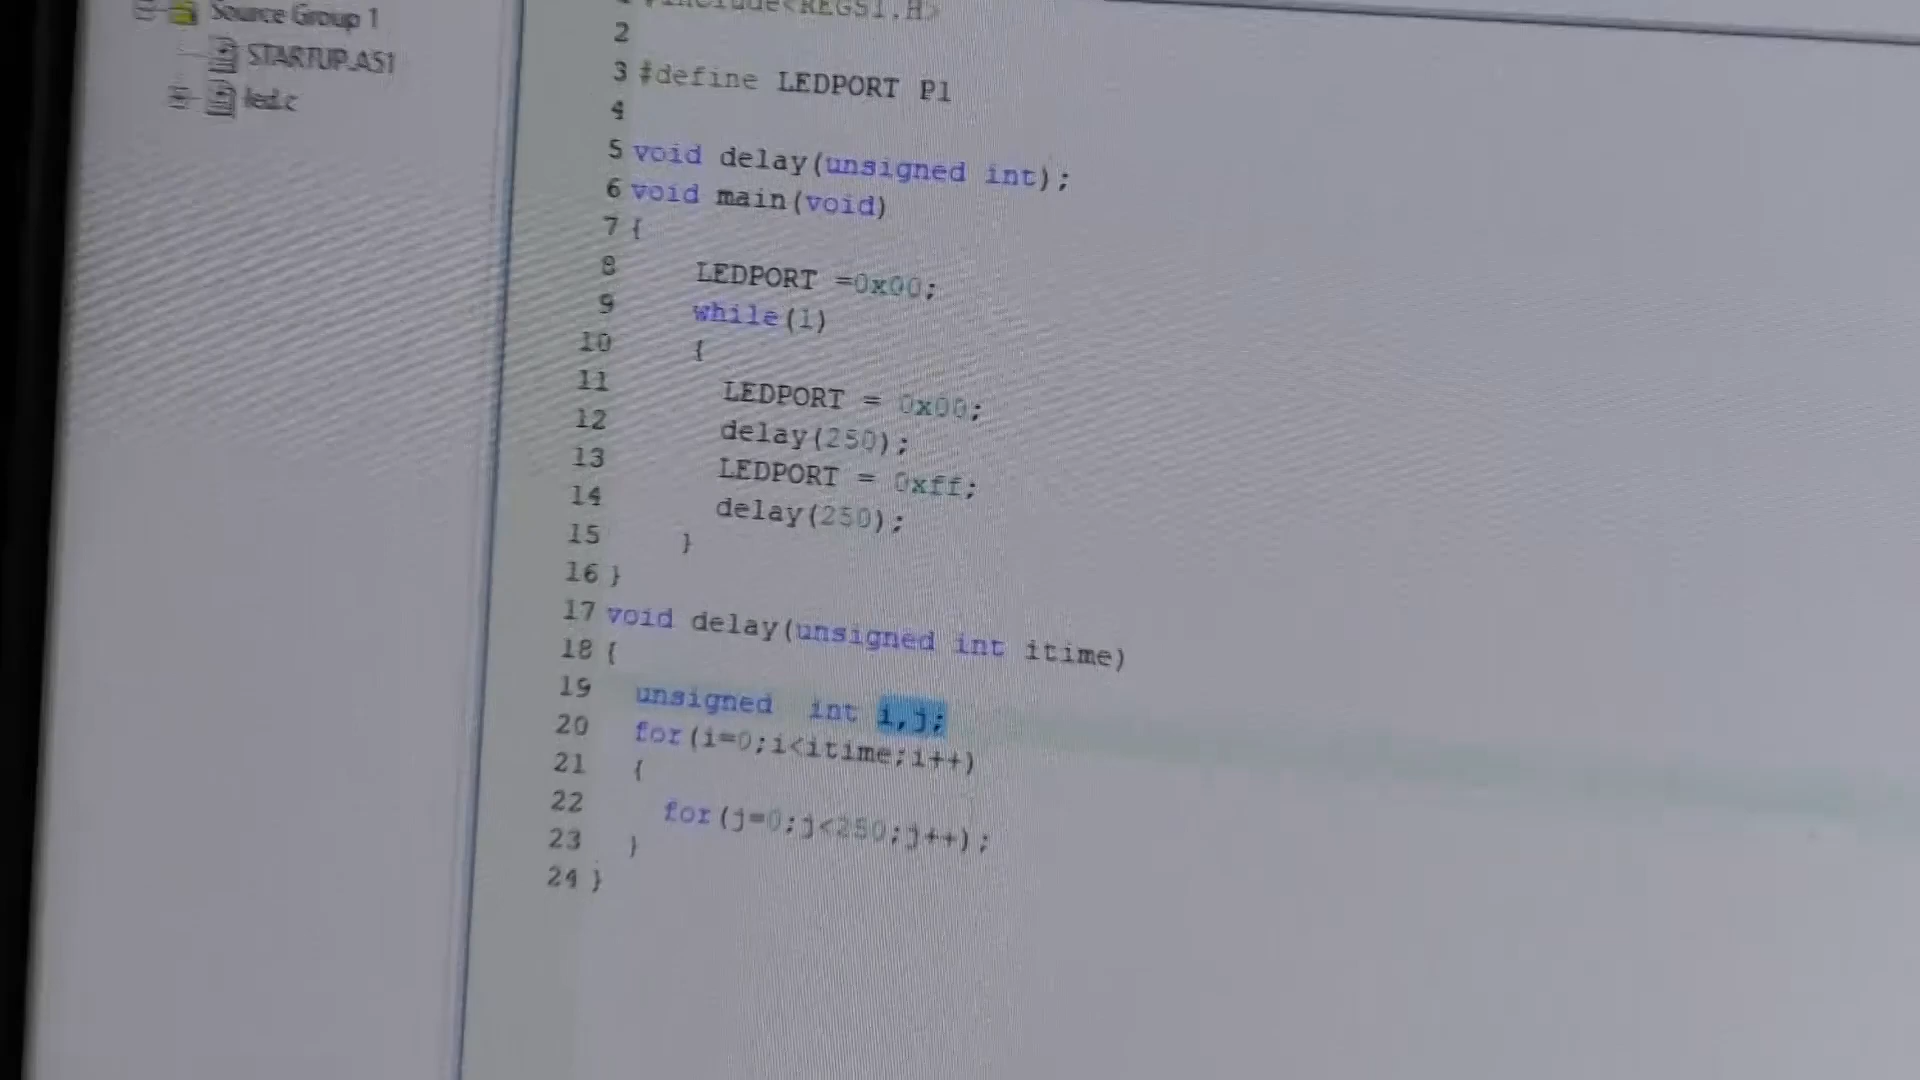 Source Group 1
STARTUP.A51
led.c
#include<REG51.H>
2
3 #define LEDPORT P1
4
5 void delay(unsigned int);
6 void main(void)
7 {
8 LEDPORT =0x00;
9 while(1)
10 {
11 LEDPORT = 0x00;
12 delay(250);
13 LEDPORT = 0xff;
14 delay(250);
15 }
16 }
17 void delay(unsigned int itime)
18 {
19 unsigned int i,j;
20 for(i=0;i<itime;i++)
21 {
22 for(j=0;j<250;j++);
23 }
24 }